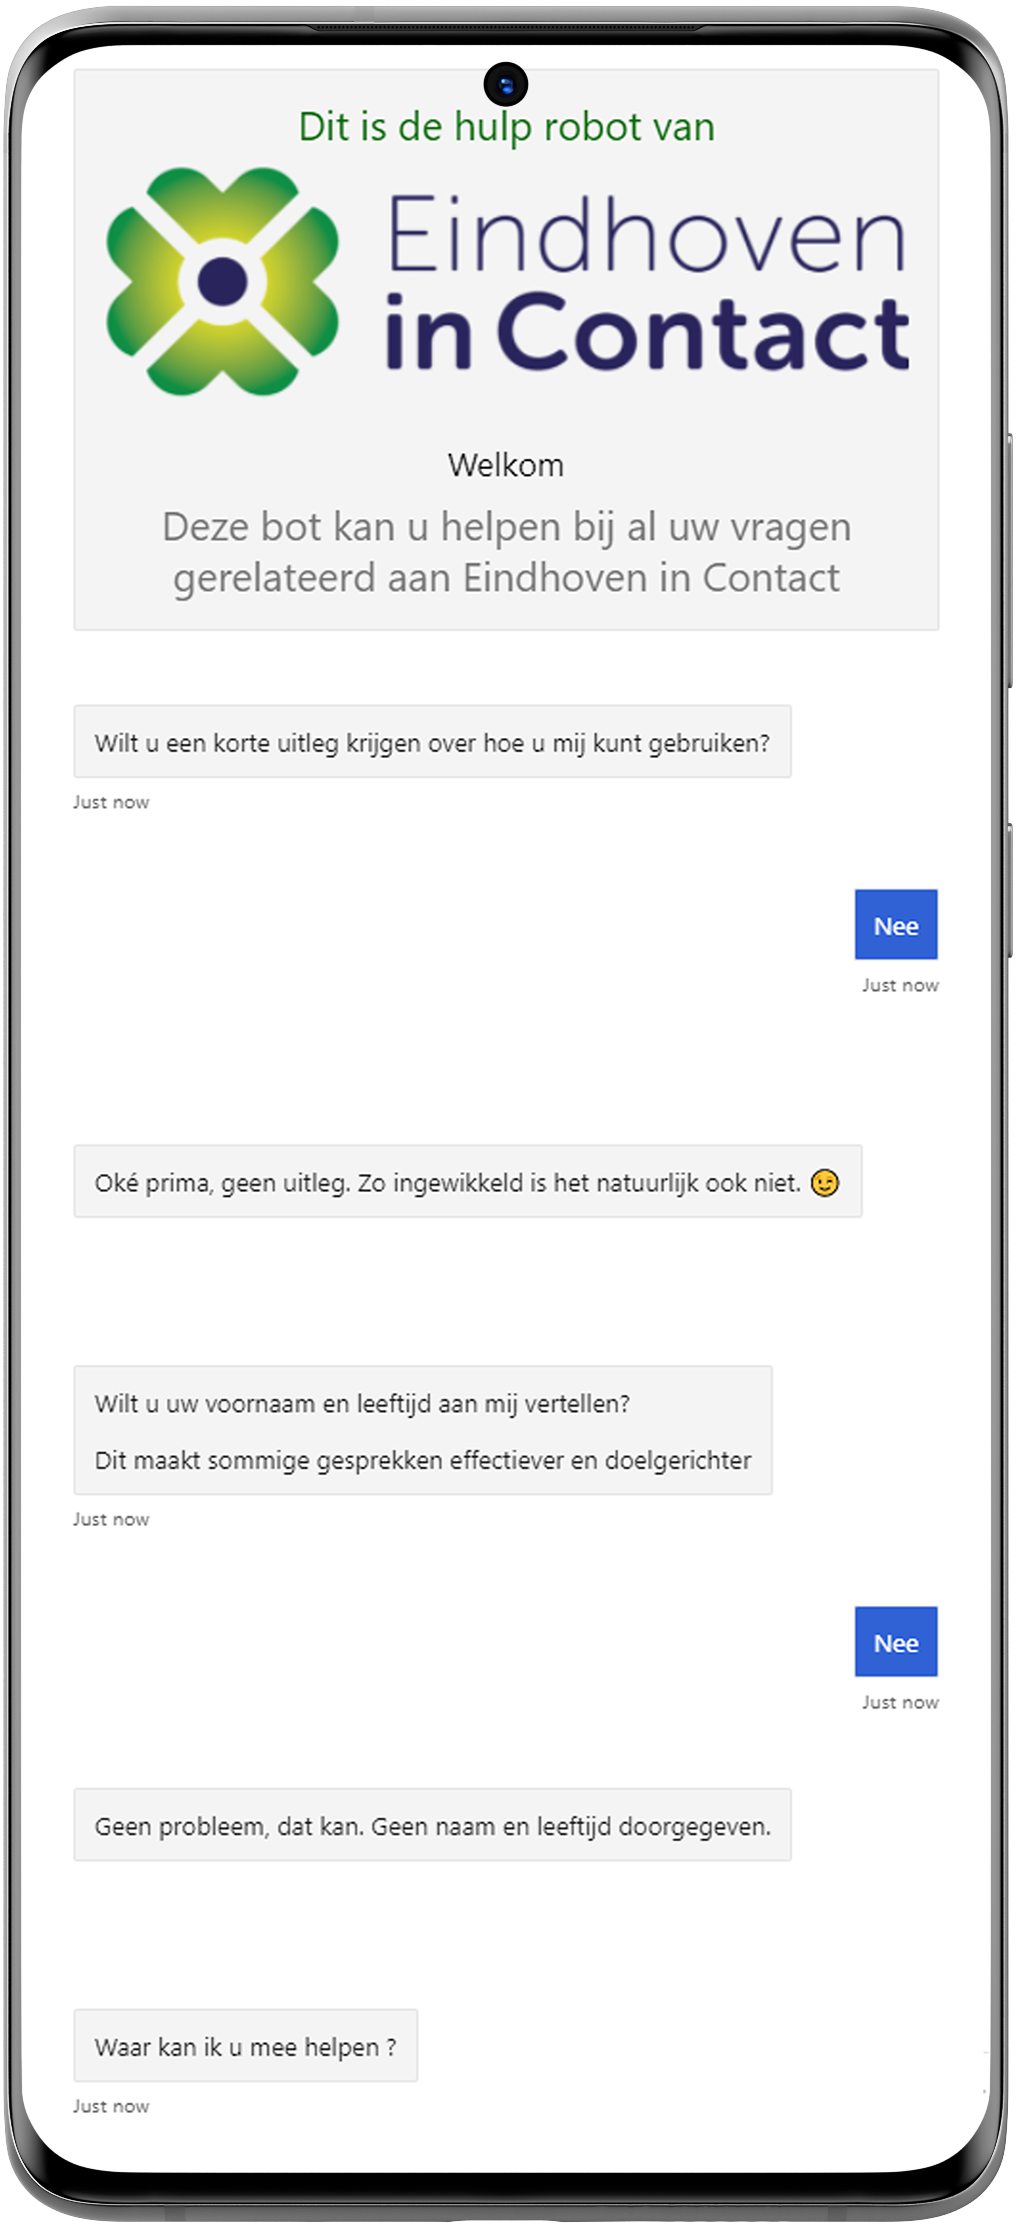 Dit is de hulp robot van
Eindhoven
in Contact
Welkom
Deze bot kan u helpen bij al uw vragen
gerelateerd aan Eindhoven in Contact
Wilt u een korte uitleg krijgen over hoe u mij kunt gebruiken?
Just now
Nee
Just now
Oké prima, geen uitleg. Zo ingewikkeld is het natuurlijk ook niet. 😉
Wilt u uw voornaam en leeftijd aan mij vertellen?
Dit maakt sommige gesprekken effectiever en doelgerichter
Just now
Nee
Just now
Geen probleem, dat kan. Geen naam en leeftijd doorgegeven.
Waar kan ik u mee helpen ?
Just now